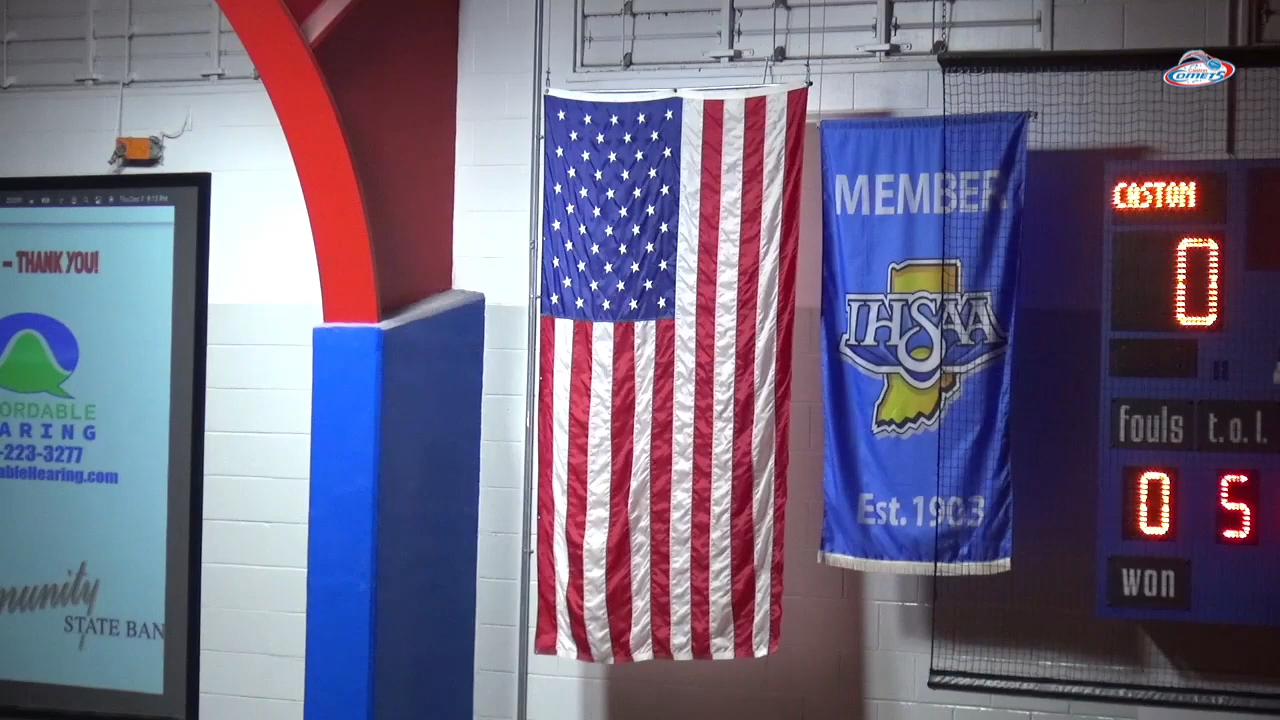 – THANK YOU!
ORDABLE
ARING
-223-3277
ableHearing.com
munity
STATE BAN
MEMBER
IHSAA
Est. 1903
COMETS
CASTON
0
fouls t.o.l.
0 5
won